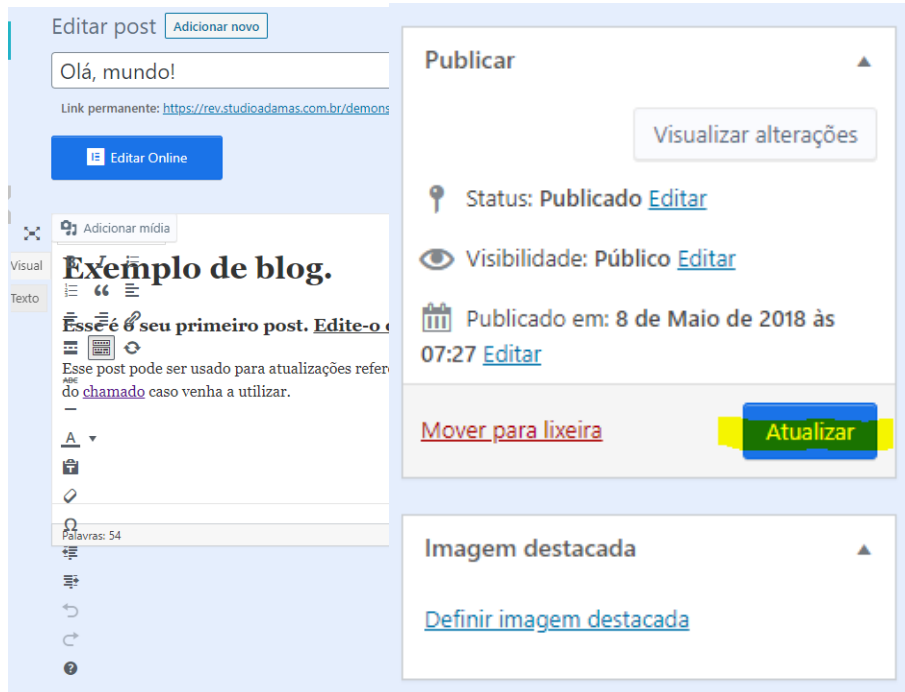 Editar post
Adicionar novo
Olá, mundo!
Link permanente: https://rev.studioadamas.com.br/demons
Editar Online
Adicionar mídia
Visual
Texto
Exemplo de blog.
Esse é o seu primeiro post. Edite-o
Esse post pode ser usado para atualizações refer
do chamado caso venha a utilizar.
Palavras: 54
Publicar
Visualizar alterações
Status: Publicado Editar
Visibilidade: Público Editar
Publicado em: 8 de Maio de 2018 às
07:27 Editar
Mover para lixeira
Atualizar
Imagem destacada
Definir imagem destacada